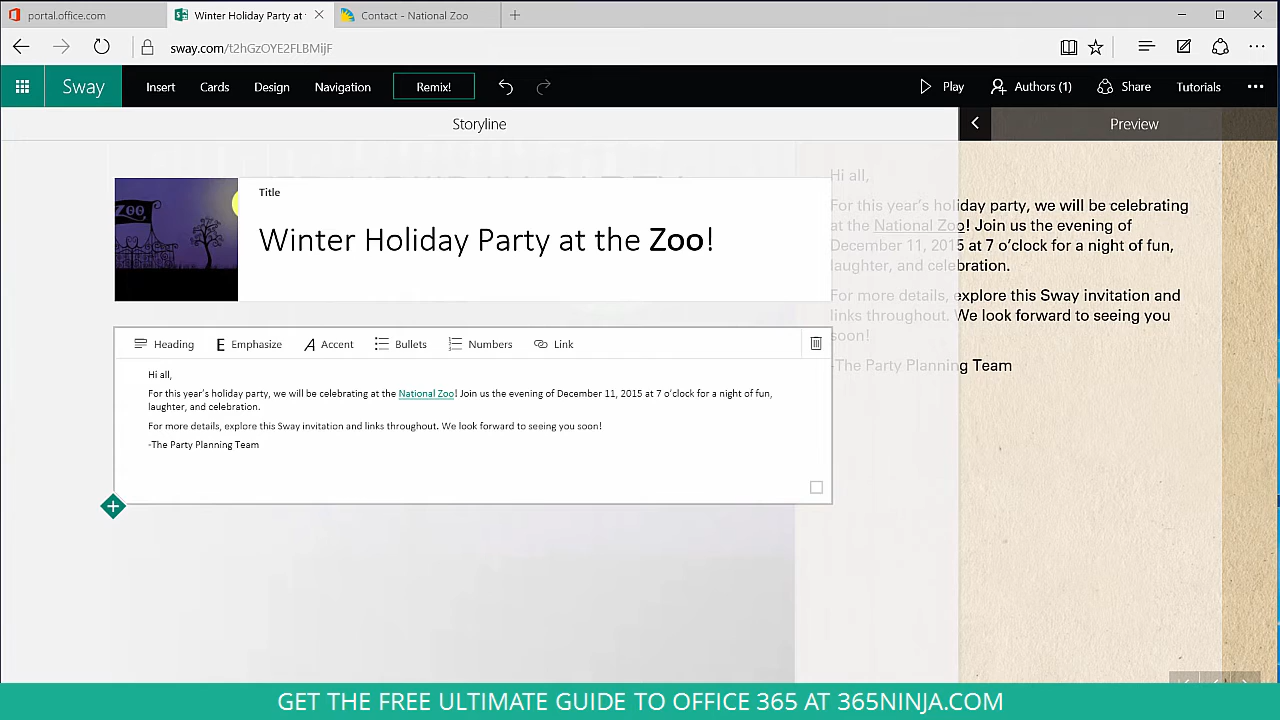 portal.office.com
Winter Holiday Party at
Contact - National Zoo
sway.com/t2hGzOYE2FLBMijF
Sway
Insert
Cards
Design
Navigation
Remix!
Play
Authors (1)
Share
Tutorials
Storyline
Preview
ZOO
Title
Winter Holiday Party at the Zoo!
Heading
E Emphasize
A Accent
Bullets
Numbers
Link
Hi all,
For this year's holiday party, we will be celebrating at the National Zoo! Join us the evening of December 11, 2015 at 7 o'clock for a night of fun,
laughter, and celebration.
For more details, explore this Sway invitation and links throughout. We look forward to seeing you soon!
-The Party Planning Team
Hi all,
For this year's holiday party, we will be celebrating
at the National Zoo! Join us the evening of
December 11, 2015 at 7 o'clock for a night of fun,
laughter, and celebration.
For more details, explore this Sway invitation and
links throughout. We look forward to seeing you
soon!
-The Party Planning Team
GET THE FREE ULTIMATE GUIDE TO OFFICE 365 AT 365NINJA.COM